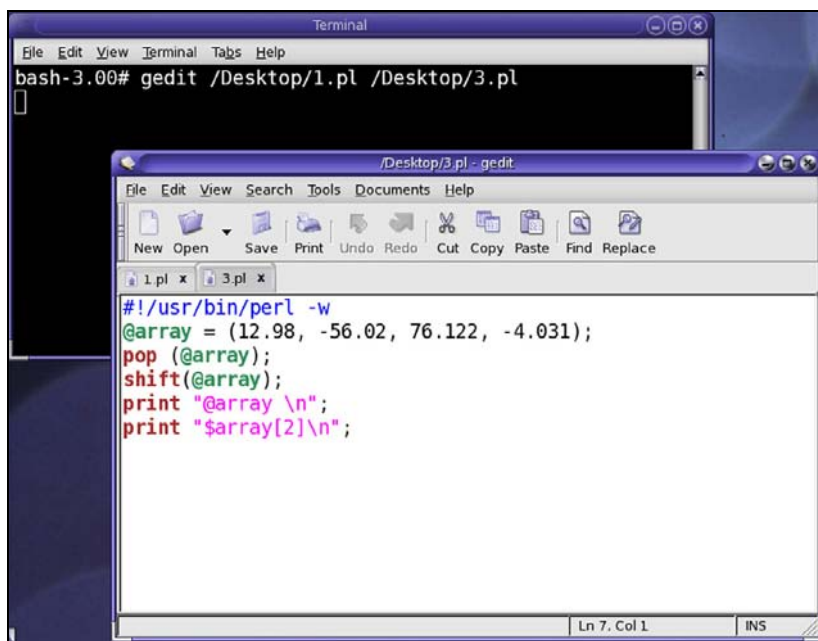 Terminal
File Edit View Terminal Tabs Help
bash-3.00# gedit /Desktop/1.pl /Desktop/3.pl
/Desktop/3.pl - gedit
File Edit View Search Tools Documents Help
New Open Save Print Undo Redo Cut Copy Paste Find Replace
1.pl x 3.pl x
#!/usr/bin/perl -w
@array = (12.98, -56.02, 76.122, -4.031);
pop (@array);
shift(@array);
print "@array \n";
print "$array[2]\n";
Ln 7, Col 1 INS